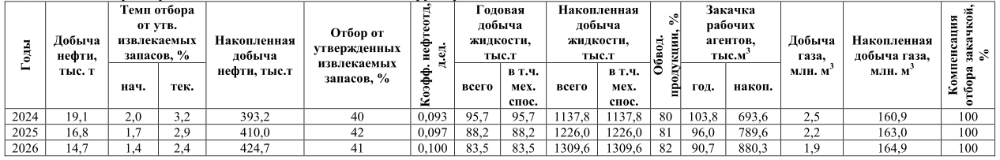 Годы
Добыча нефти, тыс. т
Темп отбора от утв. извлекаемых запасов, %
нач.
тек.
Накопленная добыча нефти, тыс.т
Отбор от утвержденных извлекаемых запасов, %
Коэфф. нефтеотд, д.ед.
Годовая добыча жидкости, тыс.т
всего
в т.ч. мех. спос.
Накопленная добыча жидкости, тыс.т
всего
в т.ч. мех. спос.
Обвод. продукции, %
Закачка рабочих агентов, тыс.м³
год.
накоп.
Добыча газа, млн. м³
Накопленная добыча газа, млн. м³
Компенсация отбора закачкой, %
2024 19,1 2,0 3,2 393,2 40 0,093 95,7 95,7 1137,8 1137,8 80 103,8 693,6 2,5 160,9 100
2025 16,8 1,7 2,9 410,0 42 0,097 88,2 88,2 1226,0 1226,0 81 96,0 789,6 2,2 163,0 100
2026 14,7 1,4 2,4 424,7 41 0,100 83,5 83,5 1309,6 1309,6 82 90,7 880,3 1,9 164,9 100